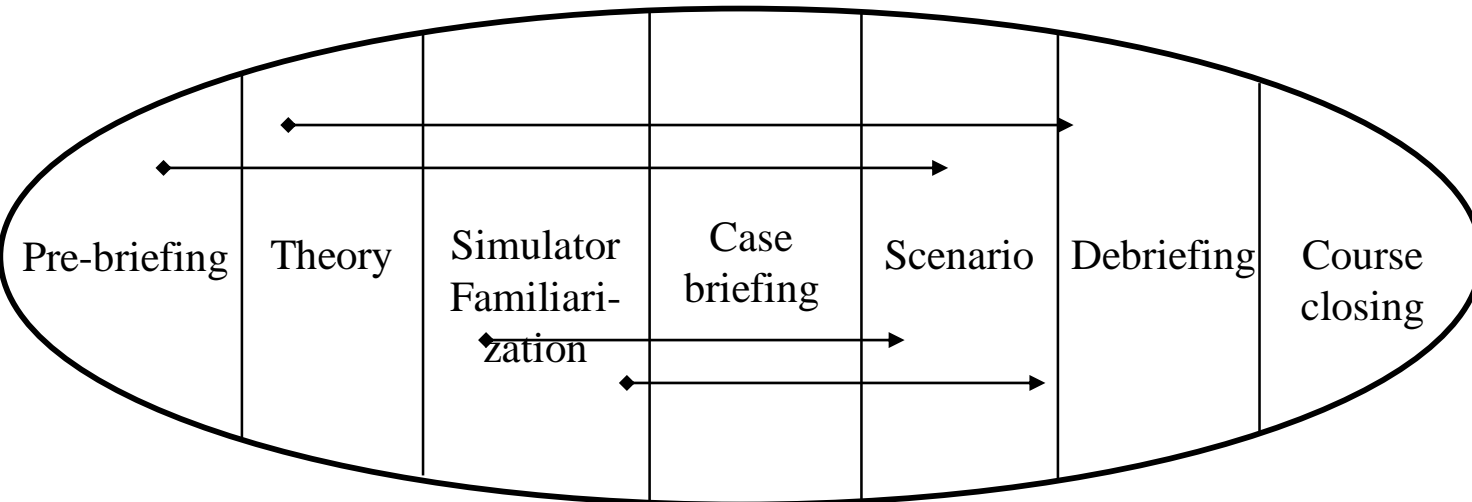 Pre-briefing
Theory
Simulator
Familiari-
zation
Case
briefing
Scenario
Debriefing
Course
closing